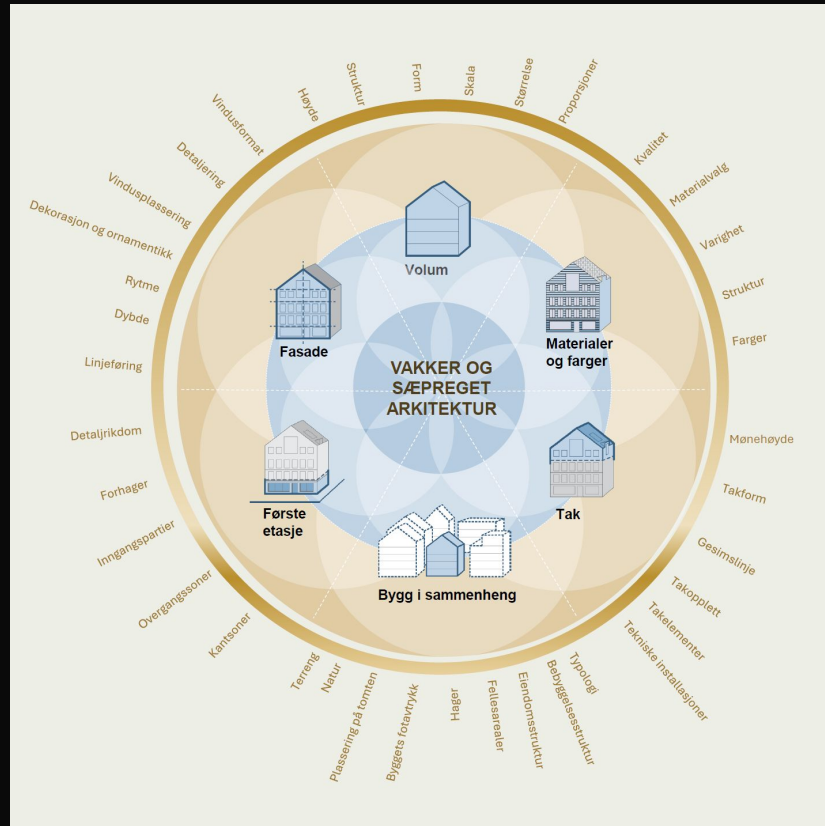 Høyde
Struktur
Form
Skala
Størrelse
Proporsjoner
Kvalitet
Materialvalg
Varighet
Struktur
Farger
Mønehøyde
Takform
Gesimslinje
Takopplett
Takelementer
Tekniske installasjoner
Typologi
Bebyggelsesstruktur
Eiendomsstruktur
Fellesarealer
Hager
Byggets fotavtrykk
Plassering på tomten
Natur
Terreng
Kantsoner
Overgangssoner
Inngangspartier
Forhager
Detaljrikdom
Linjeføring
Dybde
Rytme
Dekorasjon og ornamentikk
Vindusplassering
Detaljering
Vindusformat
Volum
Materialer
og farger
Tak
Bygg i sammenheng
Første
etasje
Fasade
VAKKER OG
SÆPREGET
ARKITEKTUR